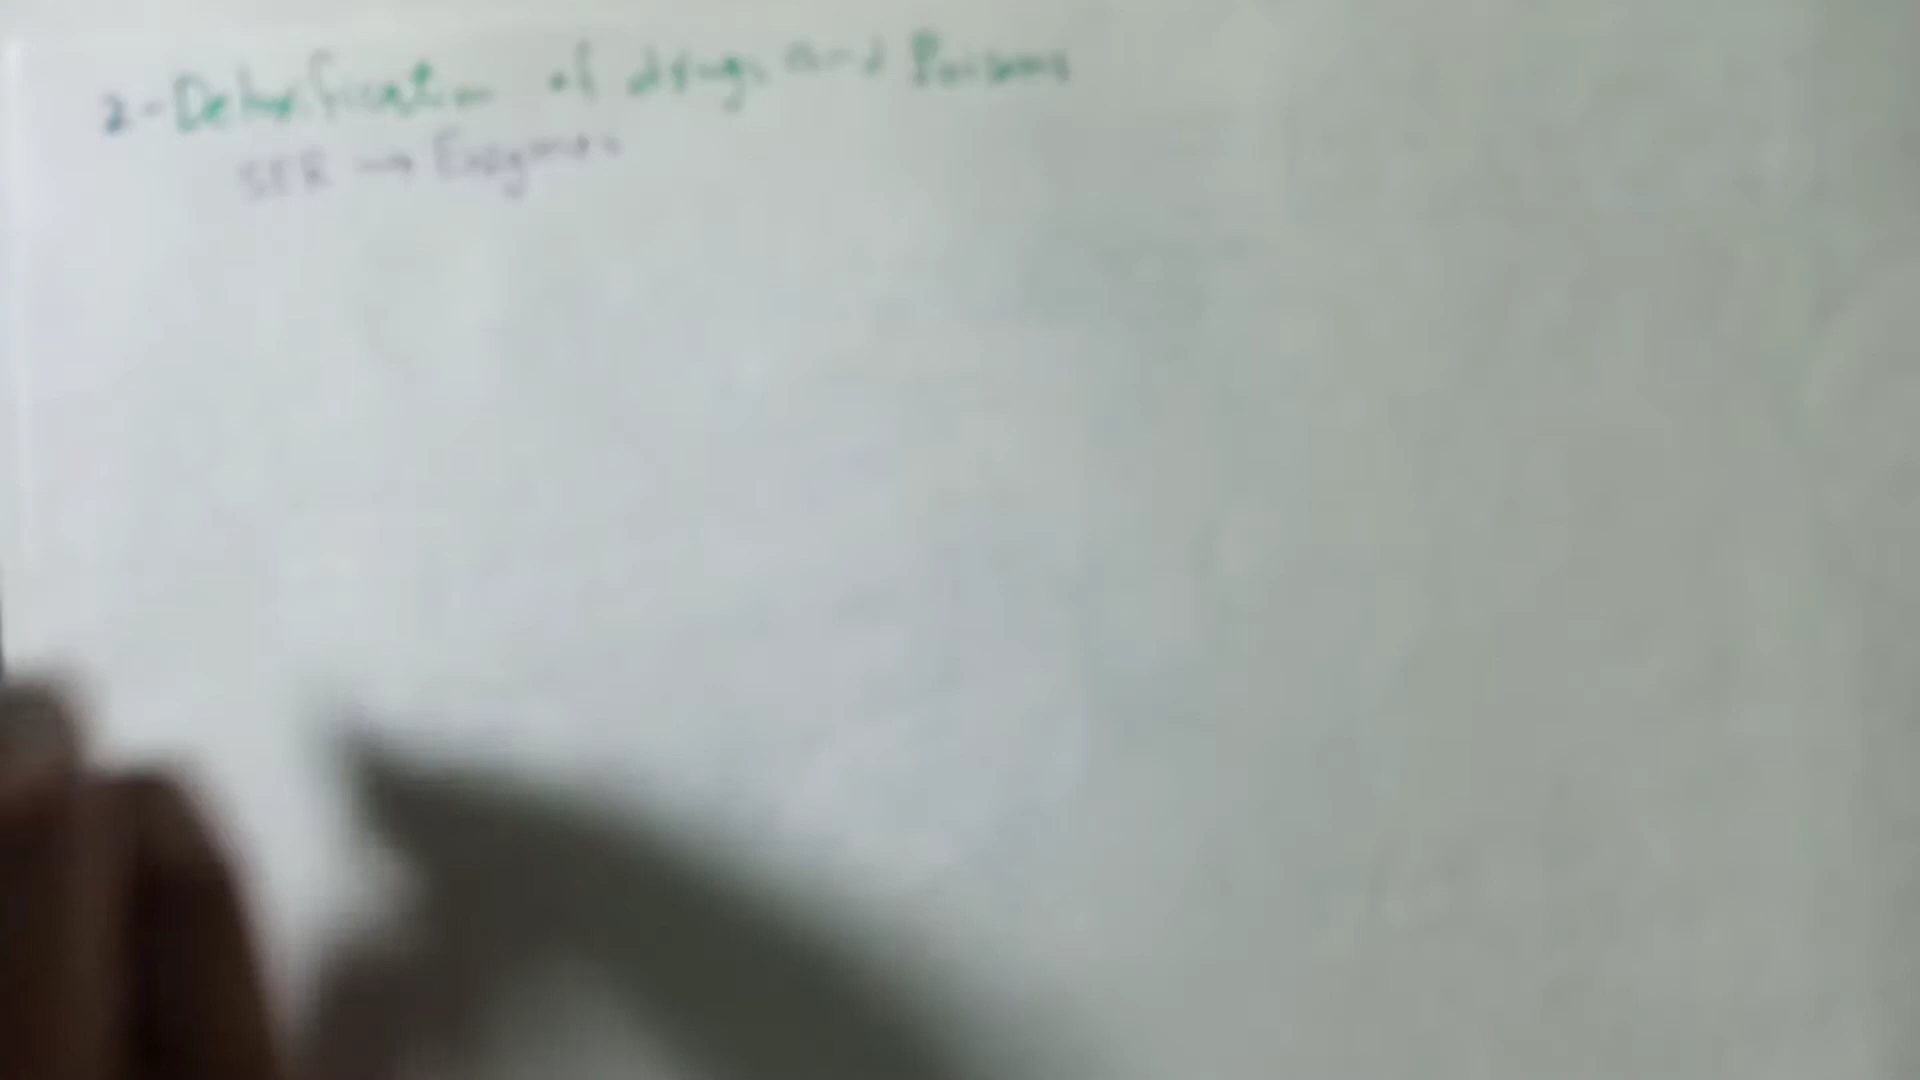 2-Detoxification of drugs and Poisons
SER → Enzymes